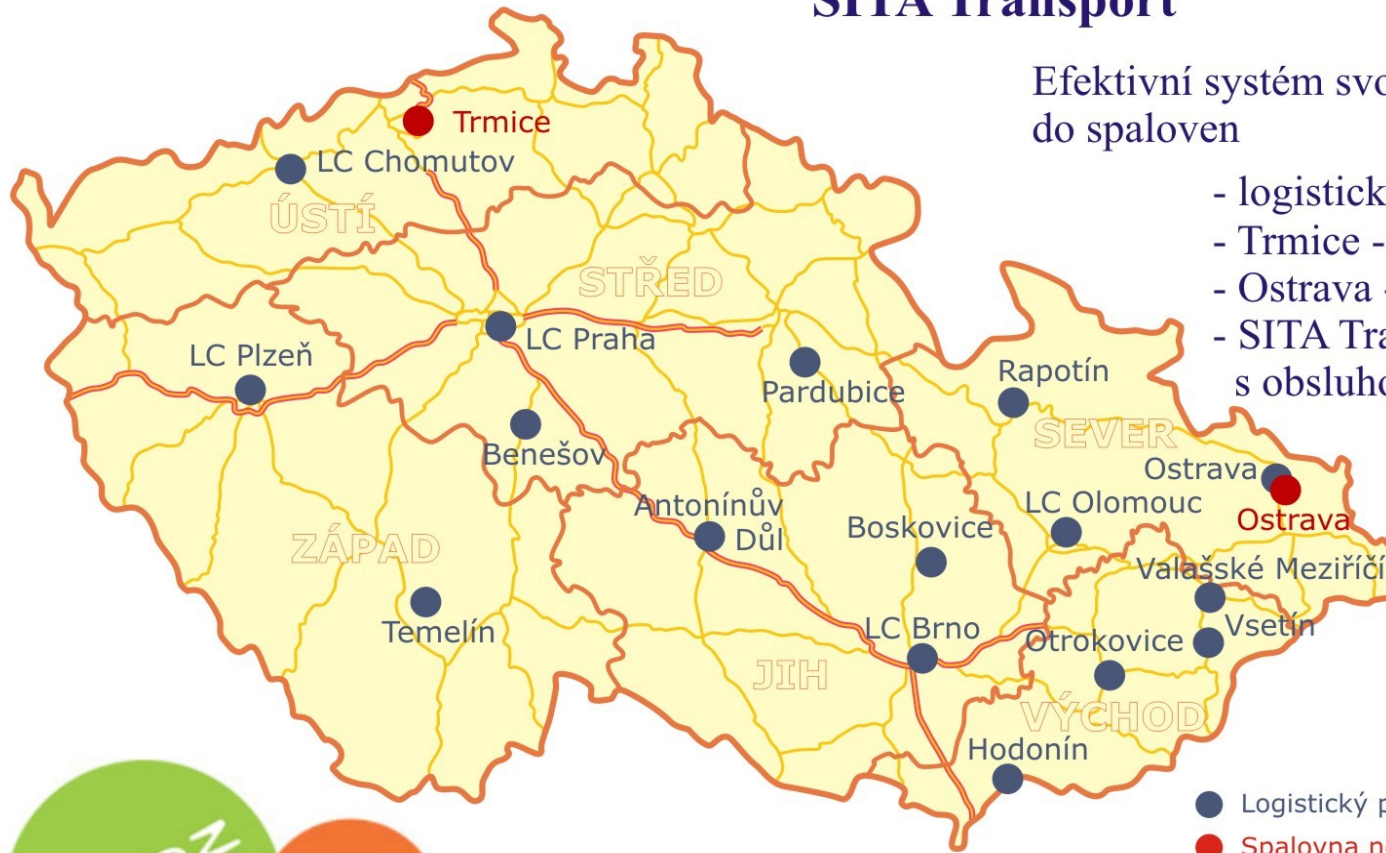 SITA Transport
Efektivní systém svo
do spaloven
- logistick
- Trmice -
- Ostrava -
- SITA Tra
s obsluho
Trmice
LC Chomutov
ÚSTÍ
STŘED
LC Praha
LC Plzeň
Pardubice
Rapotín
SEVER
Benešov
Ostrava
LC Olomouc
Ostrava
Antonínův
Důl
Boskovice
ZÁPAD
Valašské Meziříčí
Temelín
LC Brno
Otrokovice
Vsetín
JIH
VÝCHOD
Hodonín
Logistický p
Spalovna n